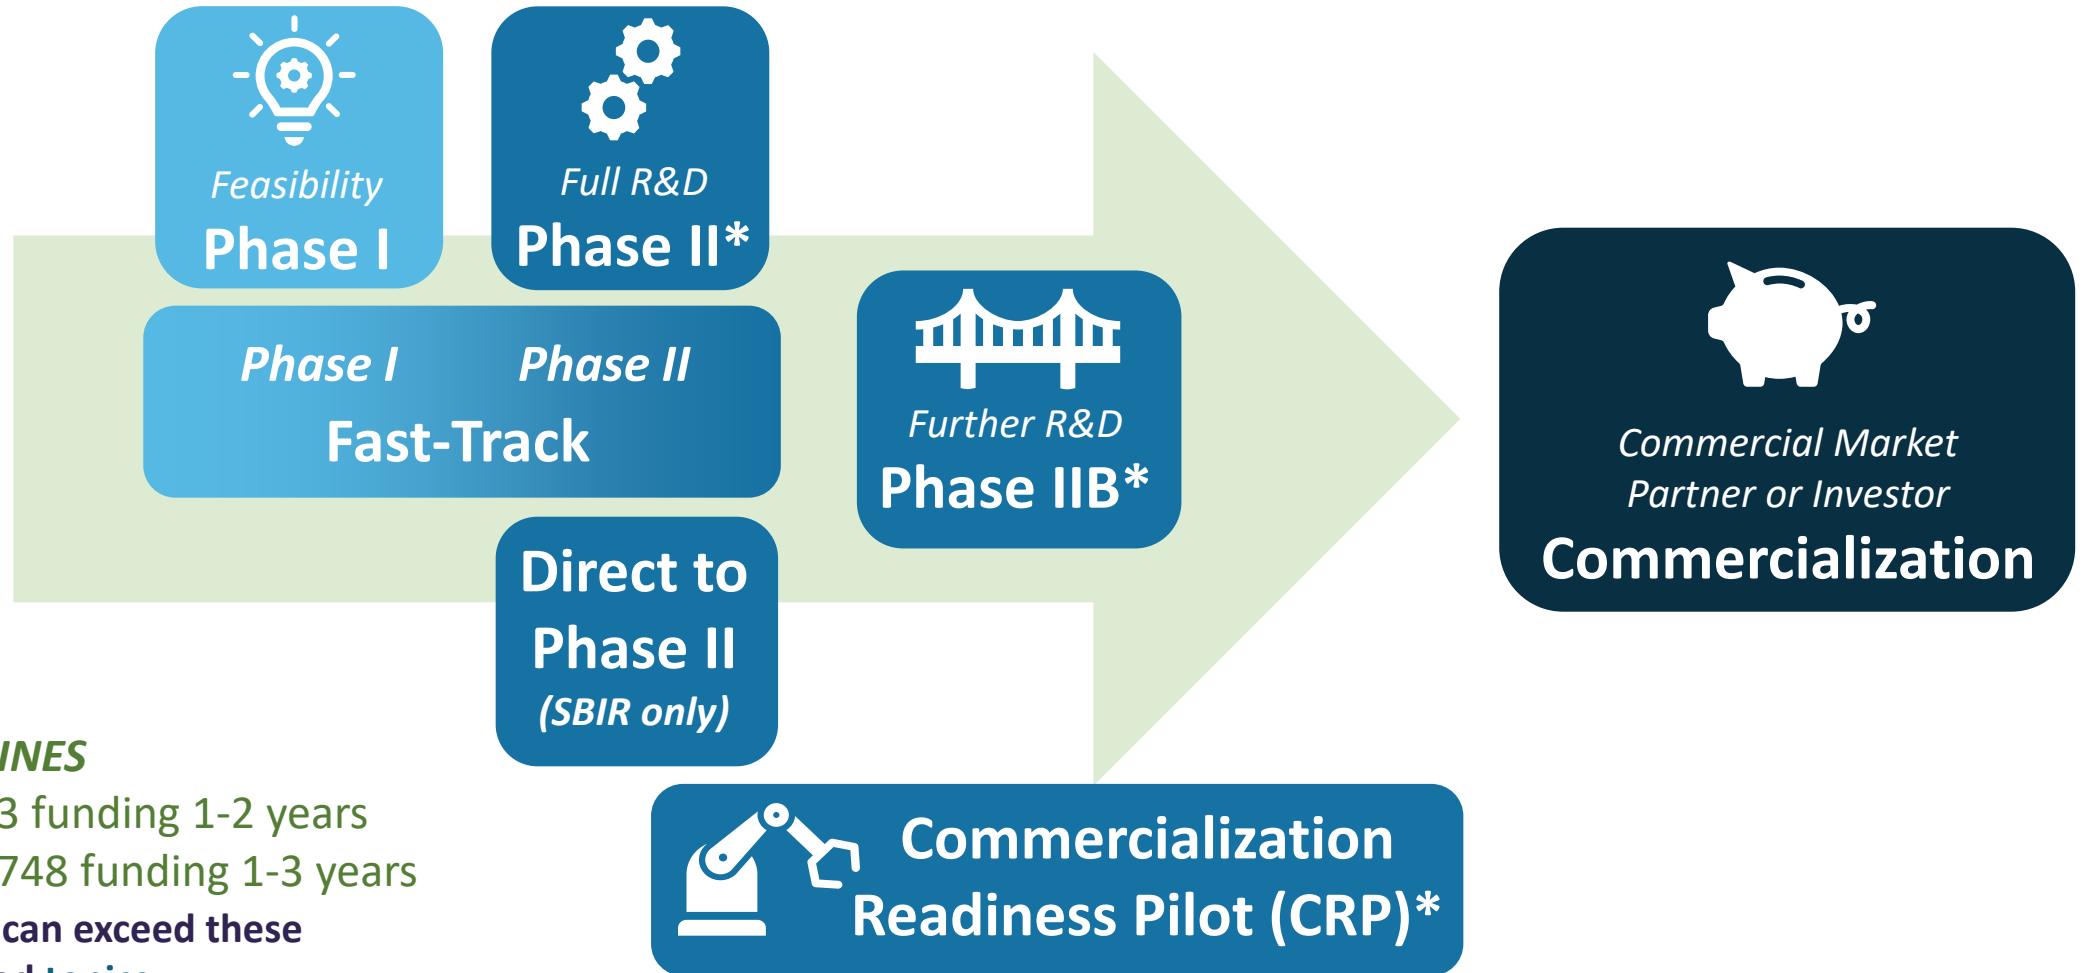 Feasibility
Phase I
Full R&D
Phase II*
Phase I Phase II
Fast-Track
Direct to
Phase II
(SBIR only)
Further R&D
Phase IIB*
Commercialization
Readiness Pilot (CRP)*
Commercial Market
Partner or Investor
Commercialization
INES
3 funding 1-2 years
748 funding 1-3 years
can exceed these